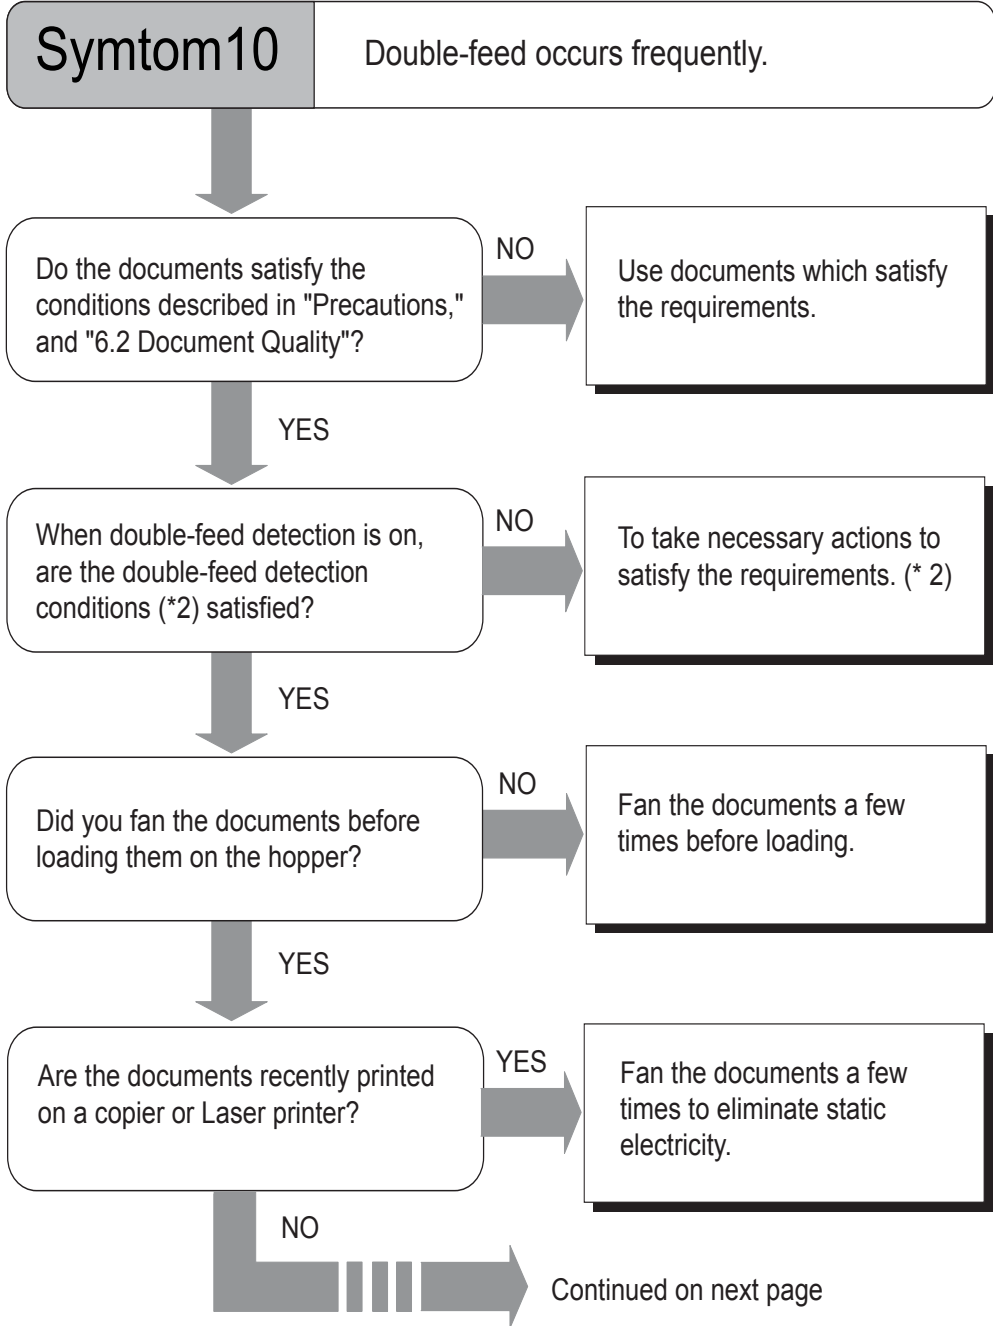 Symtom10
Double-feed occurs frequently.
Do the documents satisfy the
conditions described in "Precautions,"
and "6.2 Document Quality"?
NO
Use documents which satisfy
the requirements.
YES
When double-feed detection is on,
are the double-feed detection
conditions (*2) satisfied?
NO
To take necessary actions to
satisfy the requirements. (* 2)
YES
Did you fan the documents before
loading them on the hopper?
NO
Fan the documents a few
times before loading.
YES
Are the documents recently printed
on a copier or Laser printer?
YES
Fan the documents a few
times to eliminate static
electricity.
NO
Continued on next page